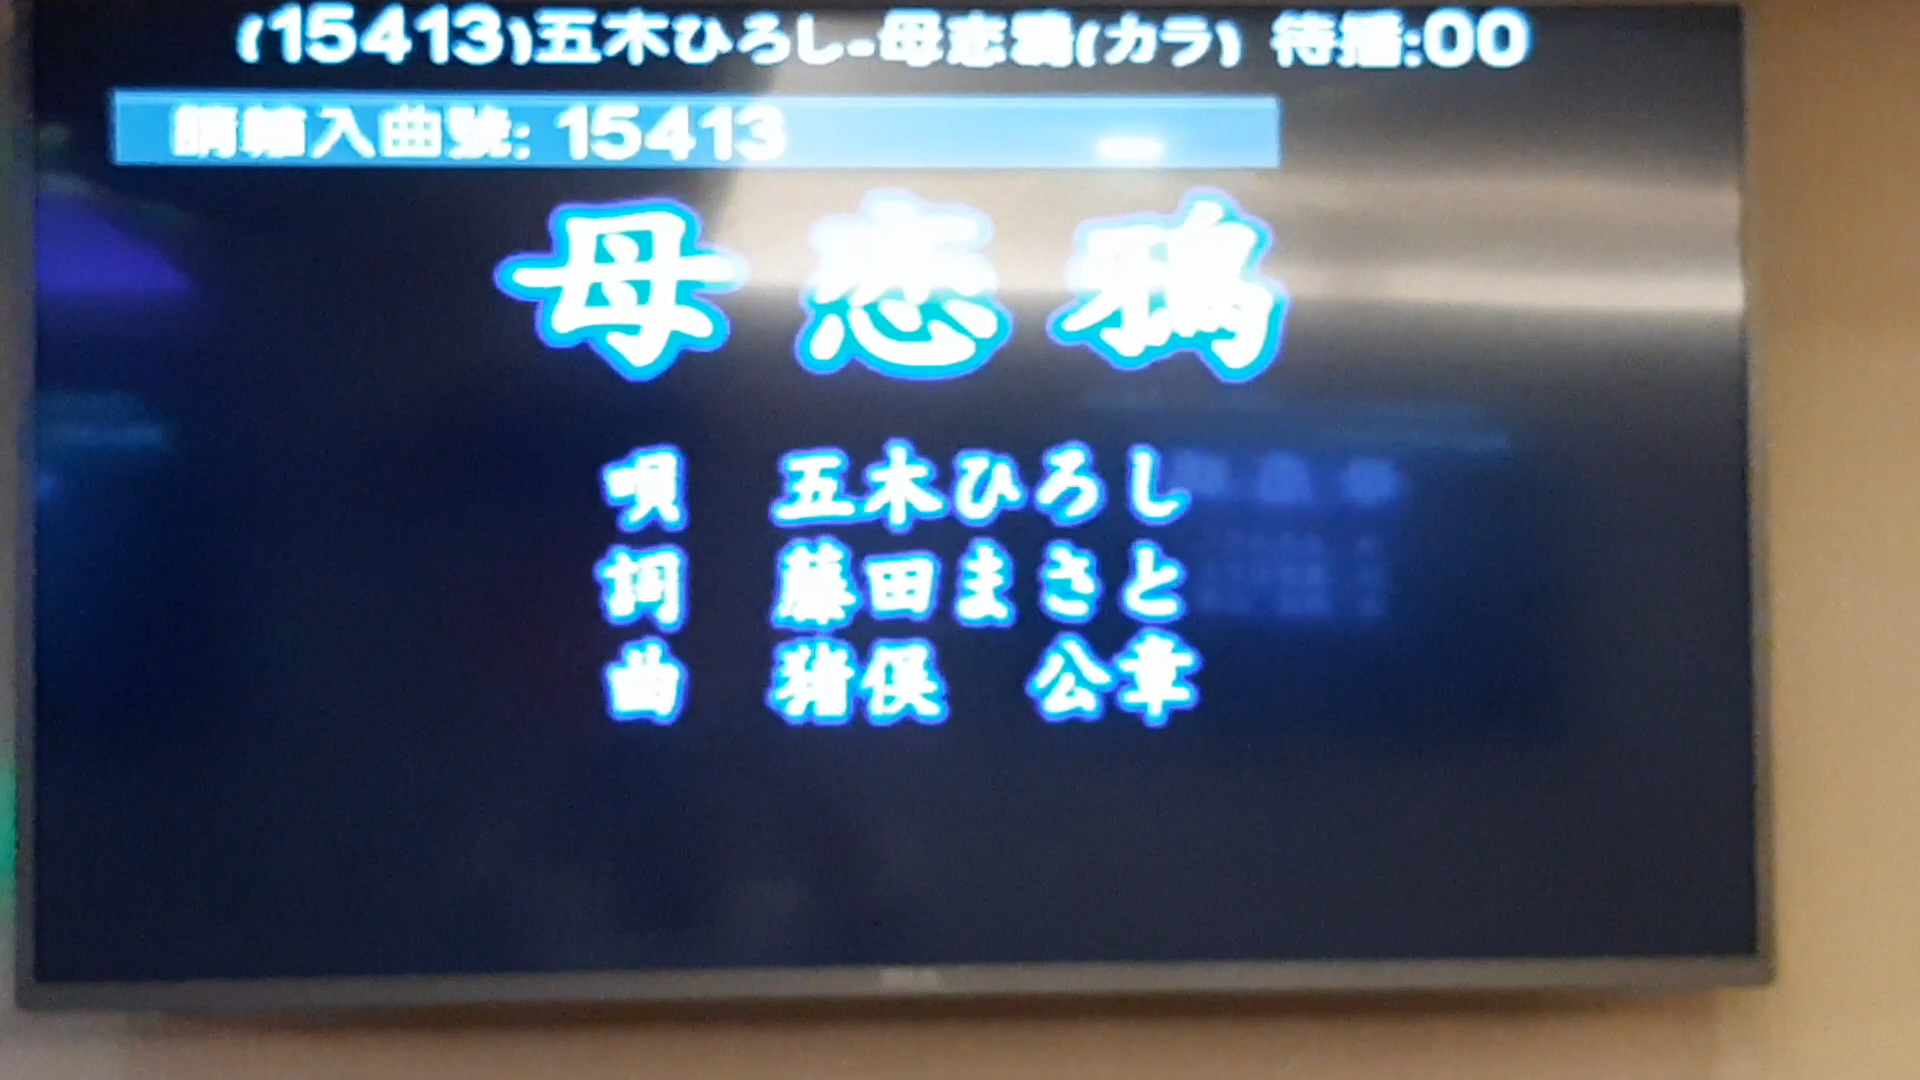 (15413)五木ひろし-母恋鴉(カラ) 待播:00
請輸入曲號: 15413
母恋鴉
唄 五木ひろし
詞 藤田まさと
曲 猪俣 公章